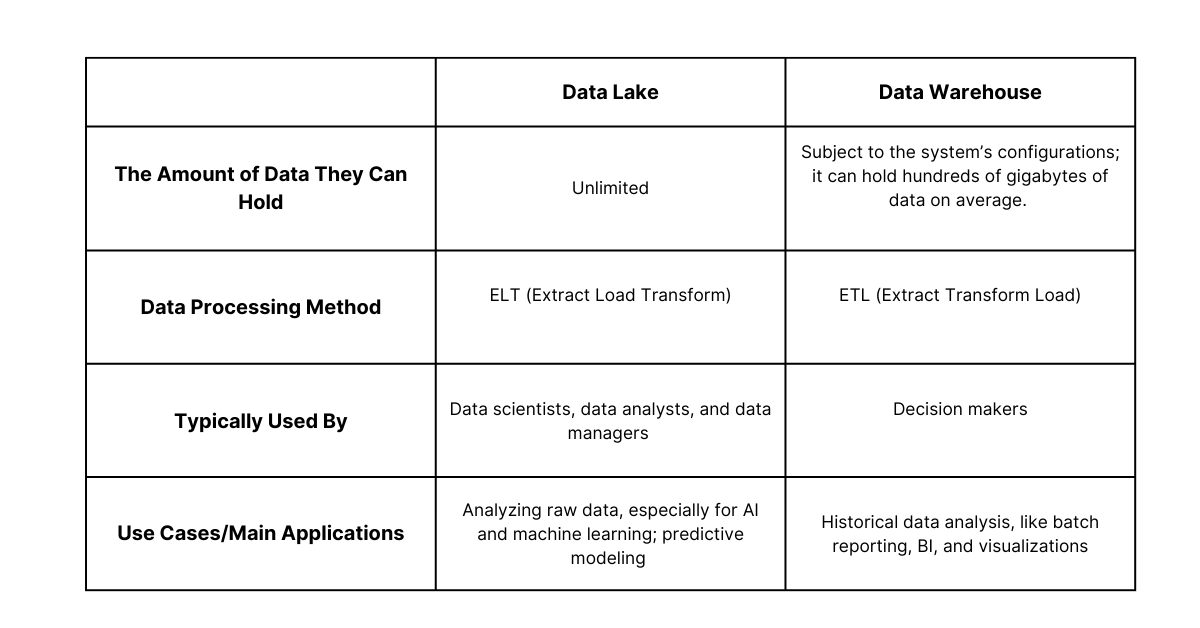 Data Lake
Data Warehouse
The Amount of Data They Can
Hold
Unlimited
Subject to the system’s configurations;
it can hold hundreds of gigabytes of
data on average.
Data Processing Method
ELT (Extract Load Transform)
ETL (Extract Transform Load)
Typically Used By
Data scientists, data analysts, and data
managers
Decision makers
Use Cases/Main Applications
Analyzing raw data, especially for AI
and machine learning; predictive
modeling
Historical data analysis, like batch
reporting, BI, and visualizations